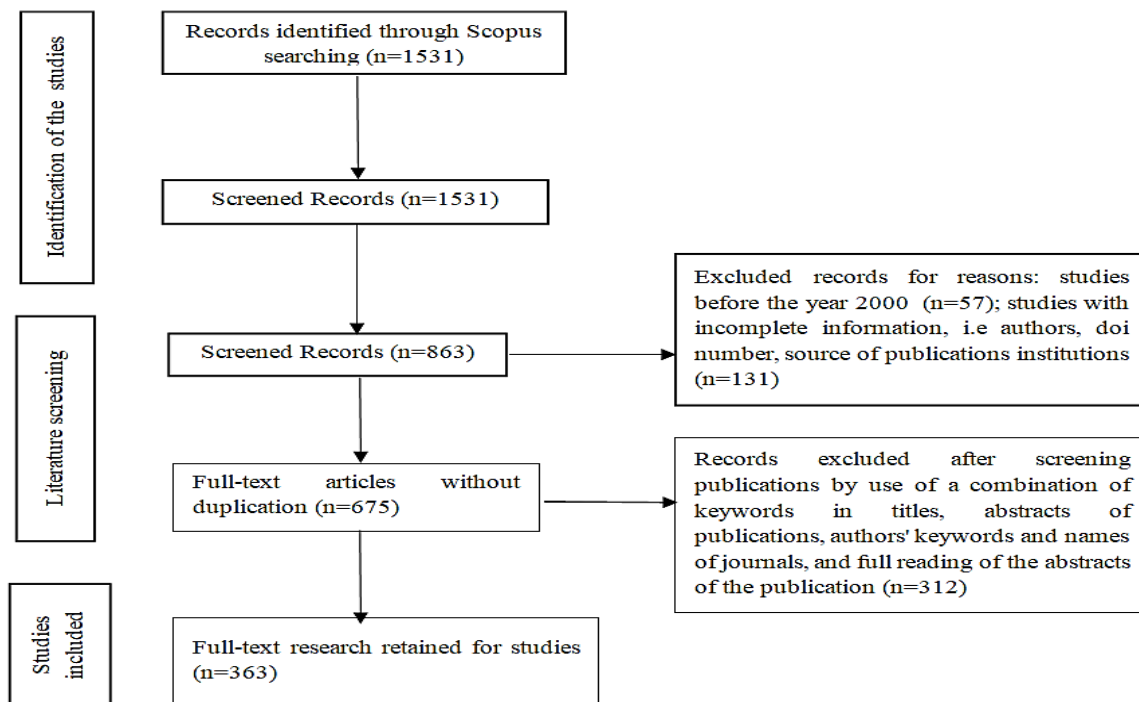 Identification of the studies
Records identified through Scopus
searching (n=1531)
Screened Records (n=1531)
Literature screening
Screened Records (n=863)
Excluded records for reasons: studies
before the year 2000 (n=57); studies with
incomplete information, i.e authors, doi
number, source of publications institutions
(n=131)
Full-text articles without
duplication (n=675)
Records excluded after screening
publications by use of a combination of
keywords in titles, abstracts of
publications, authors' keywords and names
of journals, and full reading of the abstracts
of the publication (n=312)
Studies
included
Full-text research retained for studies
(n=363)